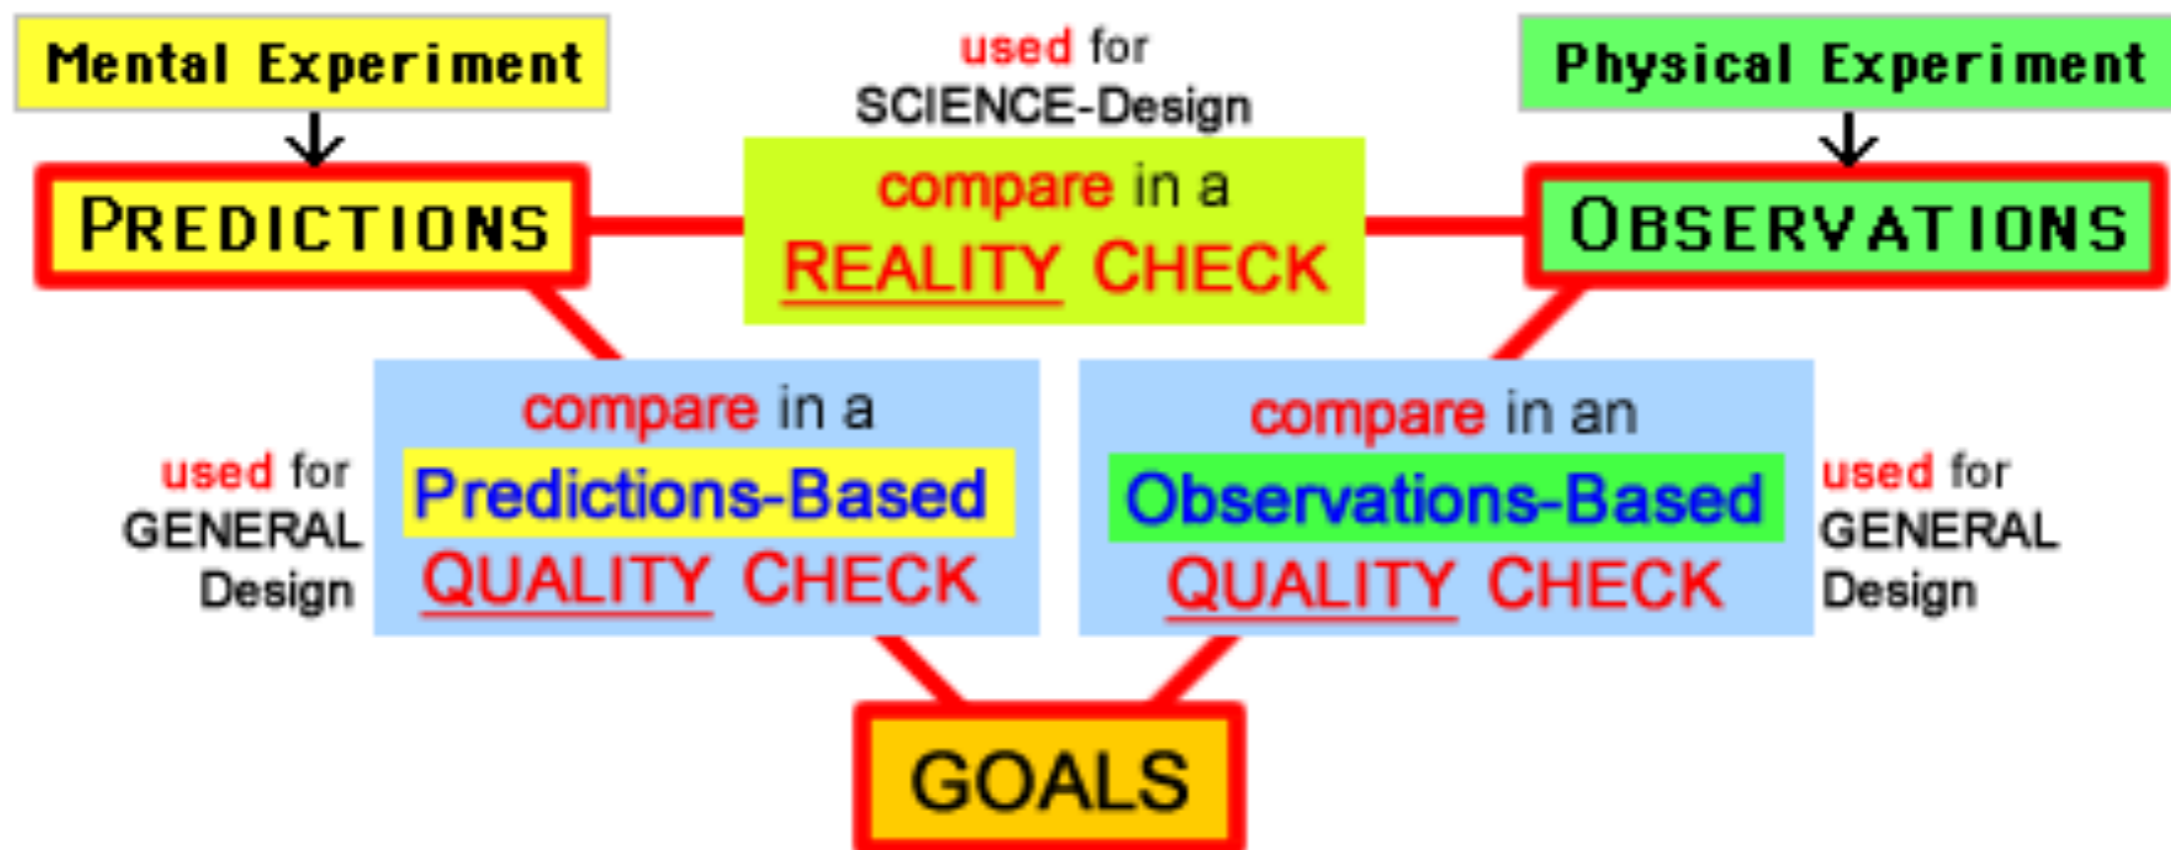 Mental Experiment
used for
SCIENCE-Design
Physical Experiment
PREDICTIONS
compare in a
REALITY CHECK
OBSERVATIONS
used for
GENERAL
Design
compare in a
Predictions-Based
QUALITY CHECK
compare in an
Observations-Based
QUALITY CHECK
used for
GENERAL
Design
GOALS